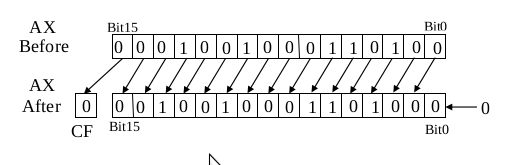 AX
Before
Bit15
Bit0
0 0 0 1 0 0 1 0 0 0 1 1 0 1 0 0
AX
After
0
0 0 1 0 0 1 0 0 0 1 1 0 1 0 0 0
0
CF
Bit15
Bit0